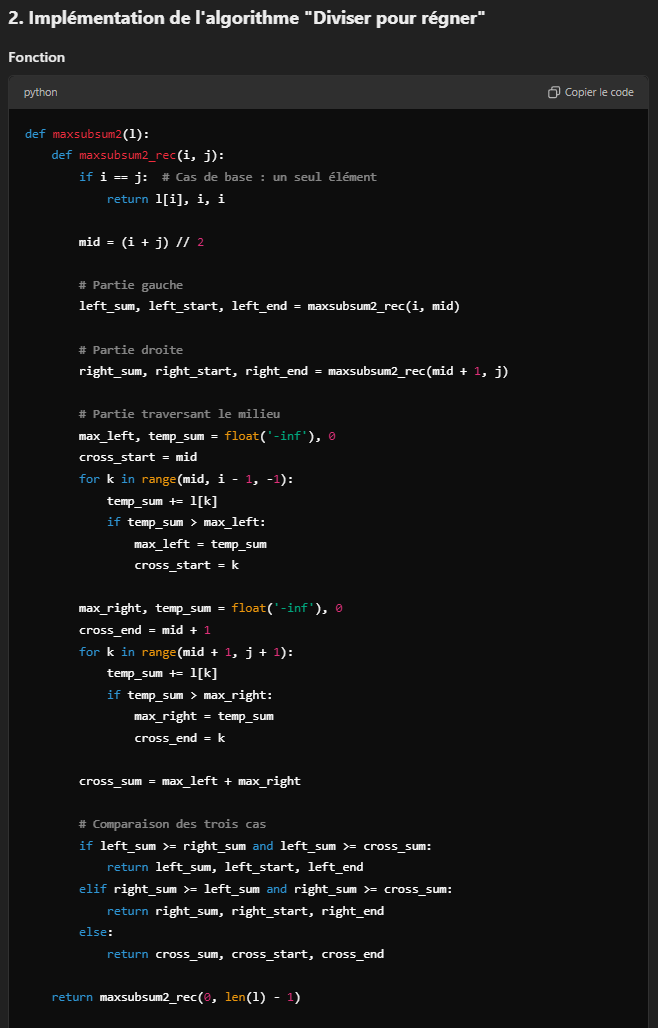 2. Implémentation de l'algorithme "Diviser pour régner"
Fonction
python
Copier le code
def maxsubsum2(l):
    def maxsubsum2_rec(i, j):
        if i == j:  # Cas de base : un seul élément
            return l[i], i, i

        mid = (i + j) // 2

        # Partie gauche
        left_sum, left_start, left_end = maxsubsum2_rec(i, mid)

        # Partie droite
        right_sum, right_start, right_end = maxsubsum2_rec(mid + 1, j)

        # Partie traversant le milieu
        max_left, temp_sum = float('-inf'), 0
        cross_start = mid
        for k in range(mid, i - 1, -1):
            temp_sum += l[k]
            if temp_sum > max_left:
                max_left = temp_sum
                cross_start = k

        max_right, temp_sum = float('-inf'), 0
        cross_end = mid + 1
        for k in range(mid + 1, j + 1):
            temp_sum += l[k]
            if temp_sum > max_right:
                max_right = temp_sum
                cross_end = k

        cross_sum = max_left + max_right

        # Comparaison des trois cas
        if left_sum >= right_sum and left_sum >= cross_sum:
            return left_sum, left_start, left_end
        elif right_sum >= left_sum and right_sum >= cross_sum:
            return right_sum, right_start, right_end
        else:
            return cross_sum, cross_start, cross_end

    return maxsubsum2_rec(0, len(l) - 1)